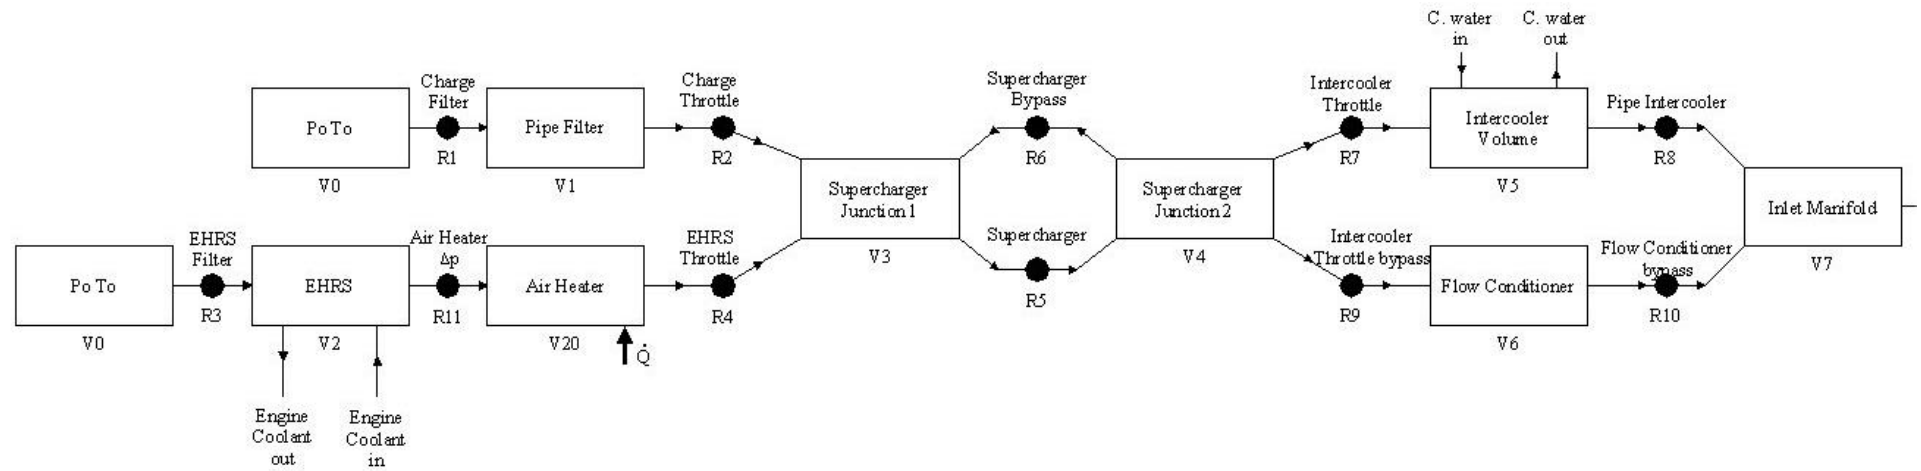 C. water
in
C. water
out
Charge
Filter
Charge
Throttle
Supercharger
Bypass
Intercooler
Throttle
Pipe Intercooler
Po To
Pipe Filter
Intercooler
Volume
R1
R2
R6
R7
R8
V0
V1
V5
Supercharger
Junction 1
Supercharger
Junction 2
Inlet Manifold
EHRS
Filter
Air Heater
Δp
EHRS
Throttle
Supercharger
V3
V4
Intercooler
Throttle bypass
Flow Conditioner
bypass
V7
Po To
EHRS
Air Heater
Flow Conditioner
R3
R11
R4
R5
R9
R10
V0
V2
V20
Q̇
V6
Engine
Coolant
out
Engine
Coolant
in